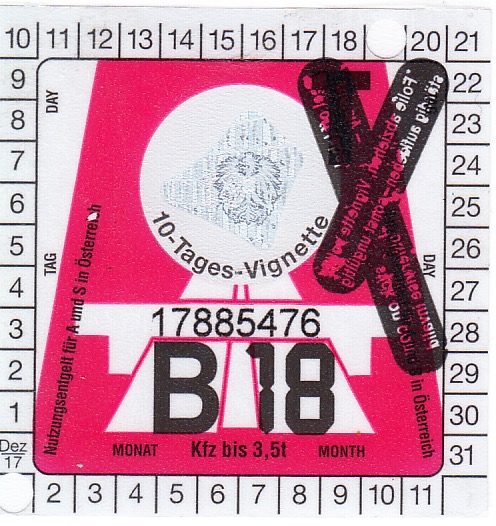 10 11 12 13 14 15 16 17 18 20 21
9
8
7
6
5
4
3
2
1
Dez
17
22
23
24
25
26
27
28
29
30
31
DAY
TAG
Nutzungsentgelt für A und S in Österreich
10-Tages-Vignette
17885476
B 18
MONAT Kfz bis 3,5t MONTH
DAY
S in Österreich
2 3 4 5 6 7 8 9 10 11